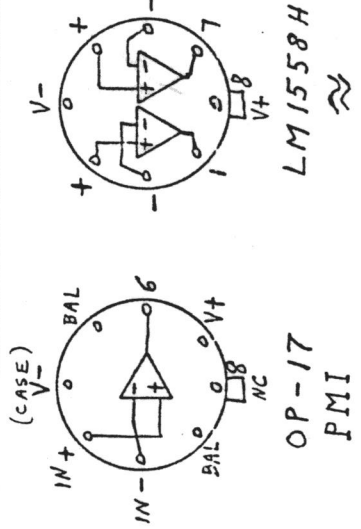 (CASE)
V-
IN+
BAL
IN-
-
+
6
BAL
V+
8
NC
OP-17
PMI
V-
+
+
+ -
+ -
-
-
1
7
8
V+
LM1558H
≈